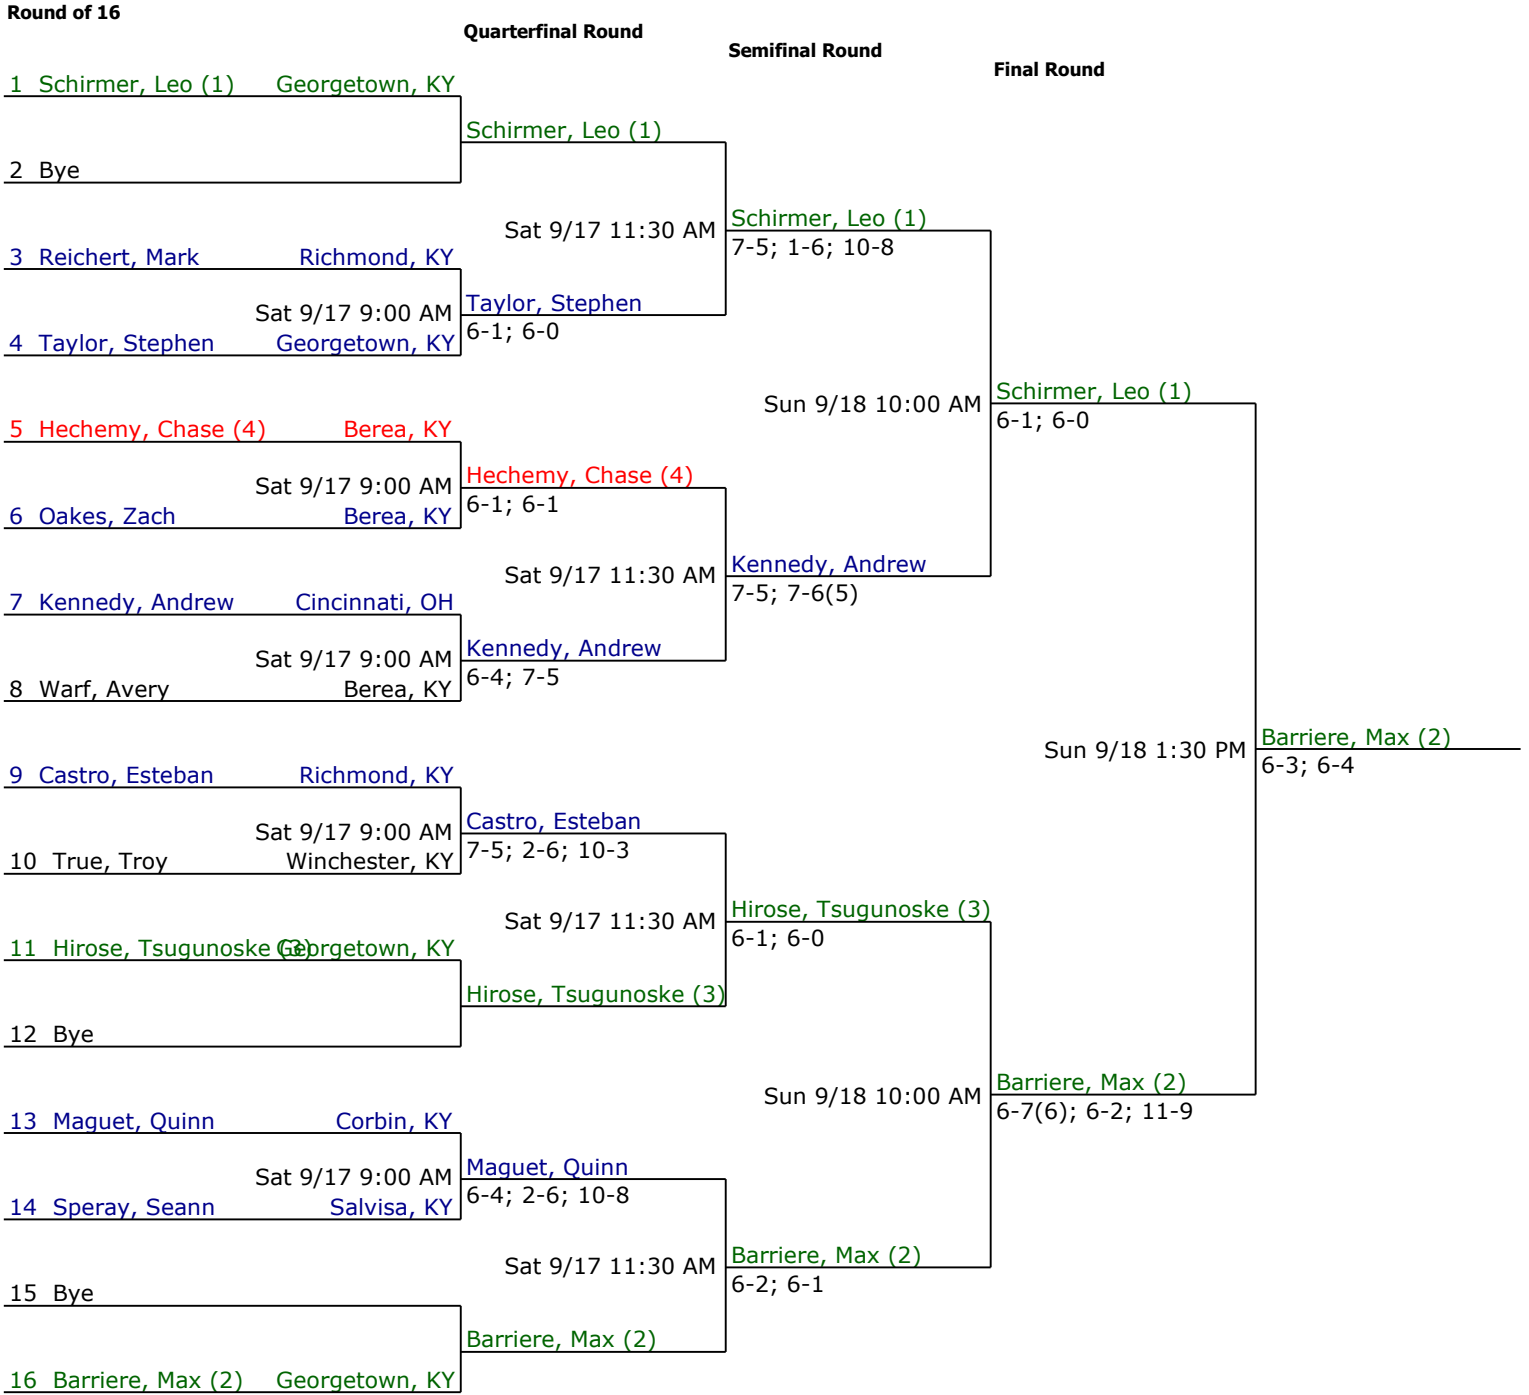 Round of 16
Quarterfinal Round
Semifinal Round
Final Round
1 Schirmer, Leo (1) Georgetown, KY
Schirmer, Leo (1)
2 Bye
Sat 9/17 11:30 AM
Schirmer, Leo (1)
7-5; 1-6; 10-8
3 Reichert, Mark Richmond, KY
Sat 9/17 9:00 AM
Taylor, Stephen
6-1; 6-0
4 Taylor, Stephen Georgetown, KY
Sun 9/18 10:00 AM
Schirmer, Leo (1)
6-1; 6-0
5 Hechemy, Chase (4) Berea, KY
Sat 9/17 9:00 AM
Hechemy, Chase (4)
6-1; 6-1
6 Oakes, Zach Berea, KY
Sat 9/17 11:30 AM
Kennedy, Andrew
7-5; 7-6(5)
7 Kennedy, Andrew Cincinnati, OH
Sat 9/17 9:00 AM
Kennedy, Andrew
6-4; 7-5
8 Warf, Avery Berea, KY
Sun 9/18 1:30 PM
Barriere, Max (2)
6-3; 6-4
9 Castro, Esteban Richmond, KY
Sat 9/17 9:00 AM
Castro, Esteban
7-5; 2-6; 10-3
10 True, Troy Winchester, KY
Sat 9/17 11:30 AM
Hirose, Tsugunoske (3)
6-1; 6-0
11 Hirose, Tsugunoske (3) Georgetown, KY
Hirose, Tsugunoske (3)
12 Bye
Sun 9/18 10:00 AM
Barriere, Max (2)
6-7(6); 6-2; 11-9
13 Maguet, Quinn Corbin, KY
Sat 9/17 9:00 AM
Maguet, Quinn
6-4; 2-6; 10-8
14 Speray, Seann Salvisa, KY
Sat 9/17 11:30 AM
Barriere, Max (2)
6-2; 6-1
15 Bye
Barriere, Max (2)
16 Barriere, Max (2) Georgetown, KY